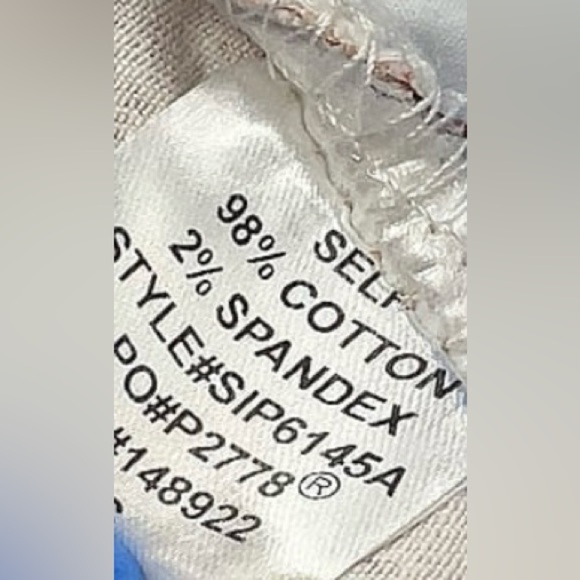 SELF
98% COTTON
2% SPANDEX
STYLE#SIP6145A
PO#P2778®
#148922